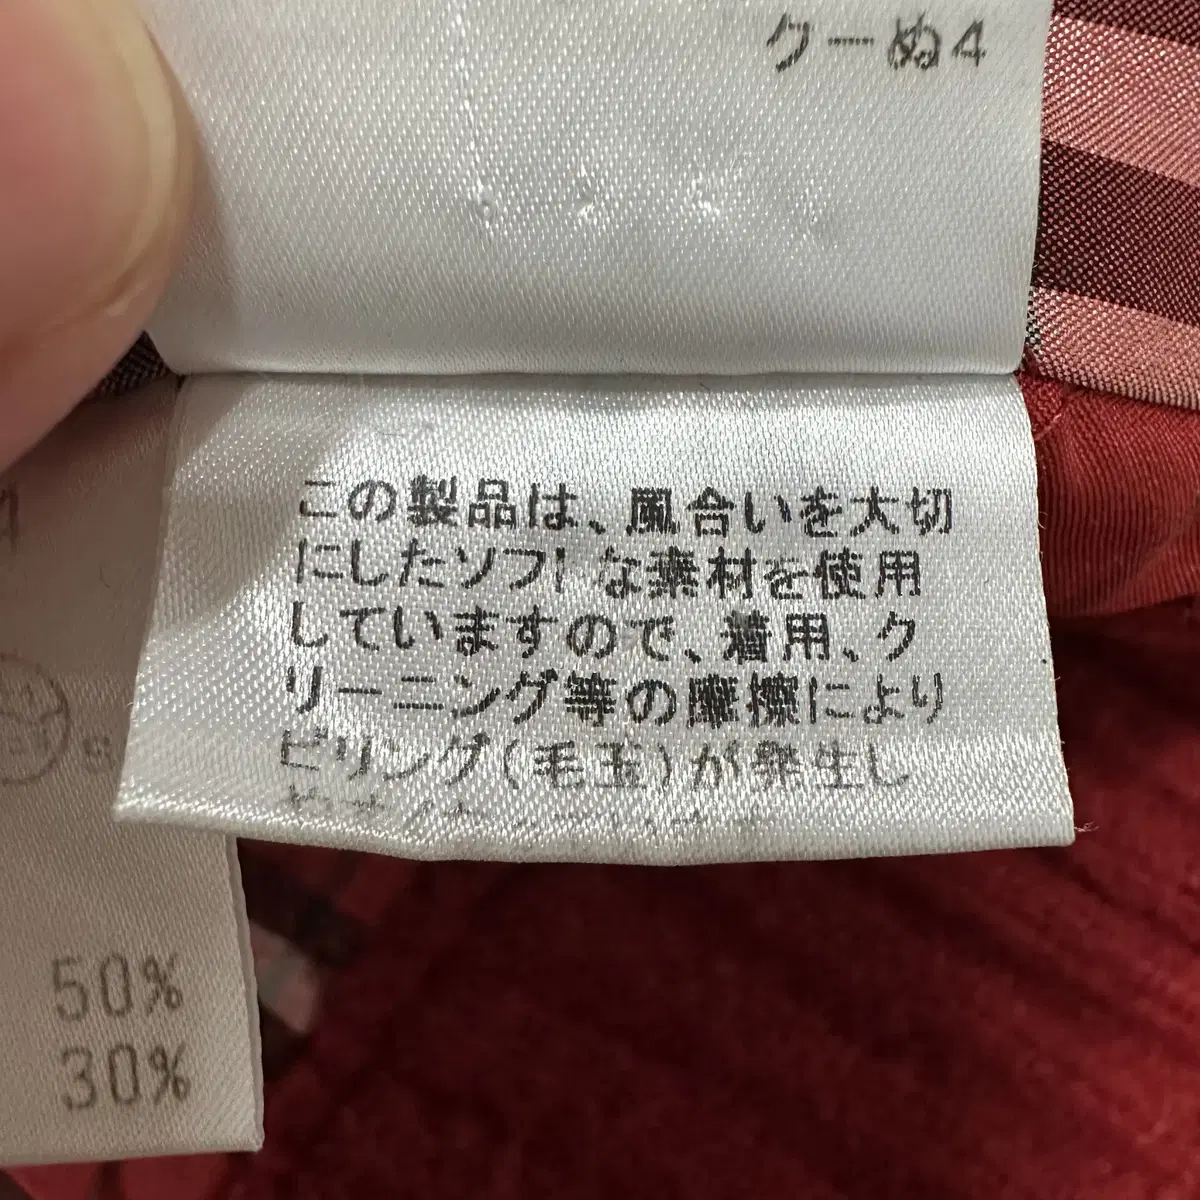 クーぬ4
この製品は、風合いを大切
にしたソフトな素材を使用
していますので、着用、ク
リーニング等の摩擦により
ピリング(毛玉)が発生し
50%
30%